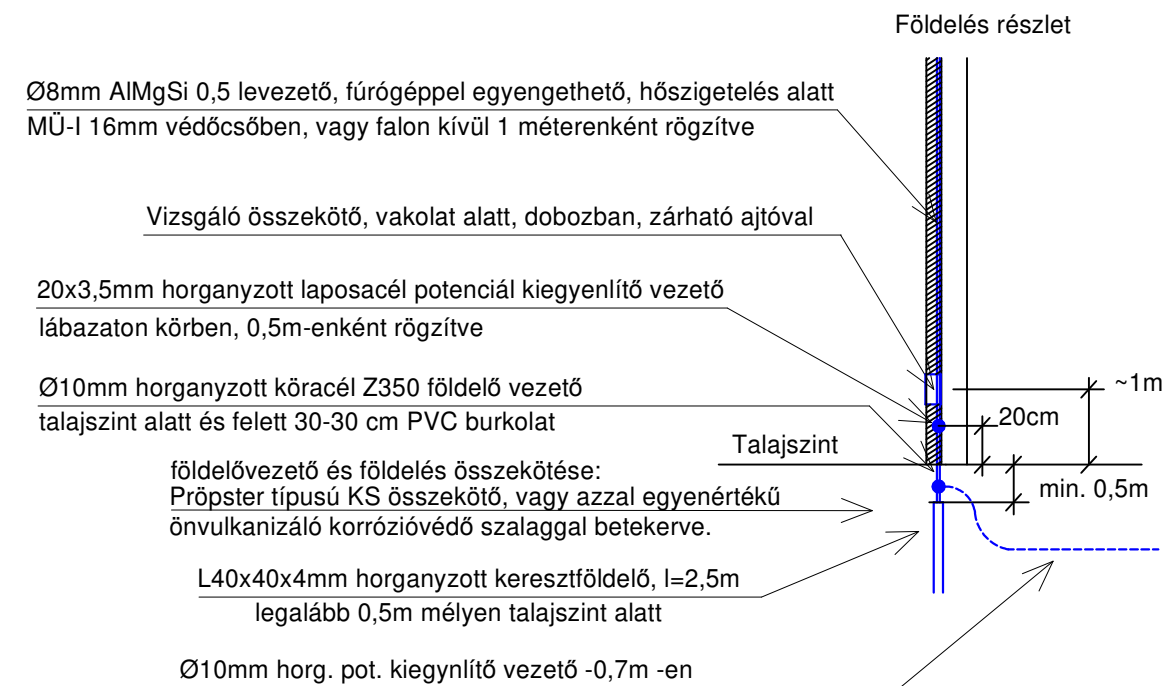 Földelés részlet
Ø8mm AlMgSi 0,5 levezető, fúrógéppel egyengethető, hőszigetelés alatt
MÜ-I 16mm védőcsőben, vagy falon kívül 1 méterenként rögzítve
Vizsgáló összekötő, vakolat alatt, dobozban, zárható ajtóval
20x3,5mm horganyzott laposacél potenciál kiegyenlítő vezető
lábazaton körben, 0,5m-enként rögzítve
Ø10mm horganyzott köracél Z350 földelő vezető
talajszint alatt és felett 30-30 cm PVC burkolat
~1m
20cm
Talajszint
min. 0,5m
földelővezető és földelés összekötése:
Pröpster típusú KS összekötő, vagy azzal egyenértékű
önvulkanizáló korrózióvédő szalaggal betekerve.
L40x40x4mm horganyzott keresztföldelő, l=2,5m
legalább 0,5m mélyen talajszint alatt
Ø10mm horg. pot. kiegynlítő vezető -0,7m -en